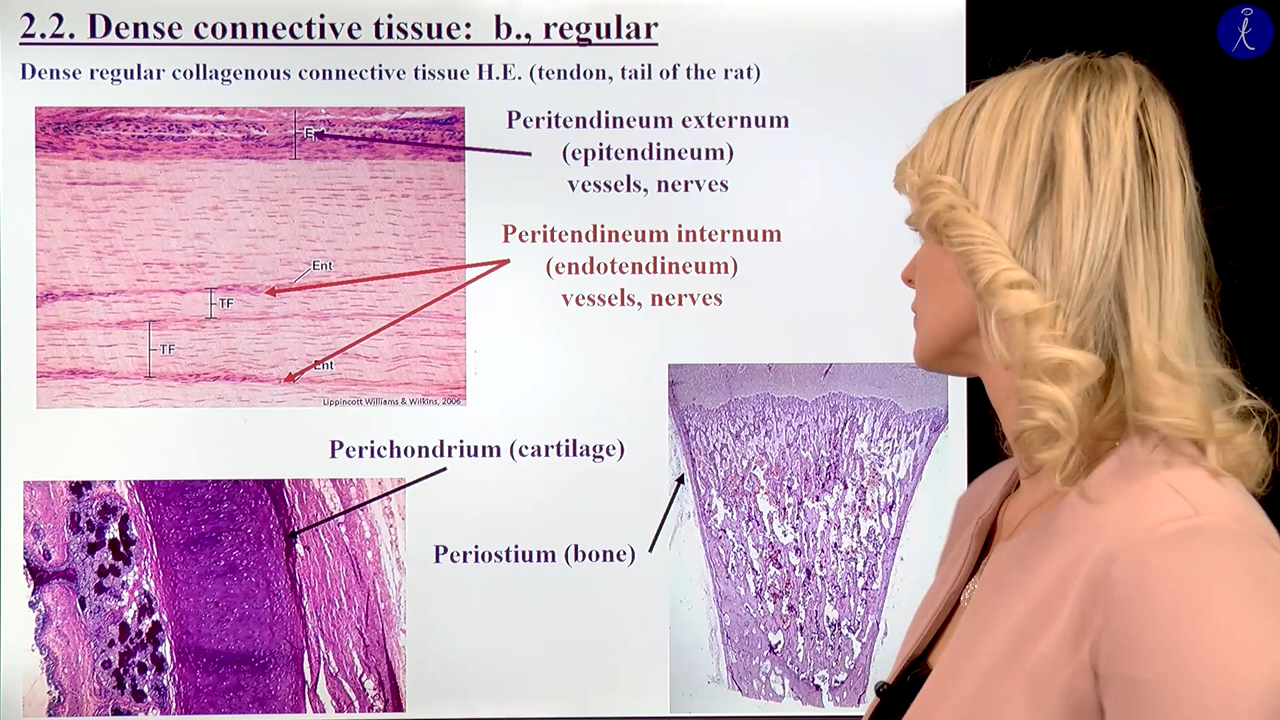 2.2. Dense connective tissue: b., regular
Dense regular collagenous connective tissue H.E. (tendon, tail of the rat)
Peritendineum externum
(epitendineum)
vessels, nerves
Peritendineum internum
(endotendineum)
vessels, nerves
Ent
TF
TF
Ent
Lippincott Williams & Wilkins, 2006
Perichondrium (cartilage)
Periostium (bone)